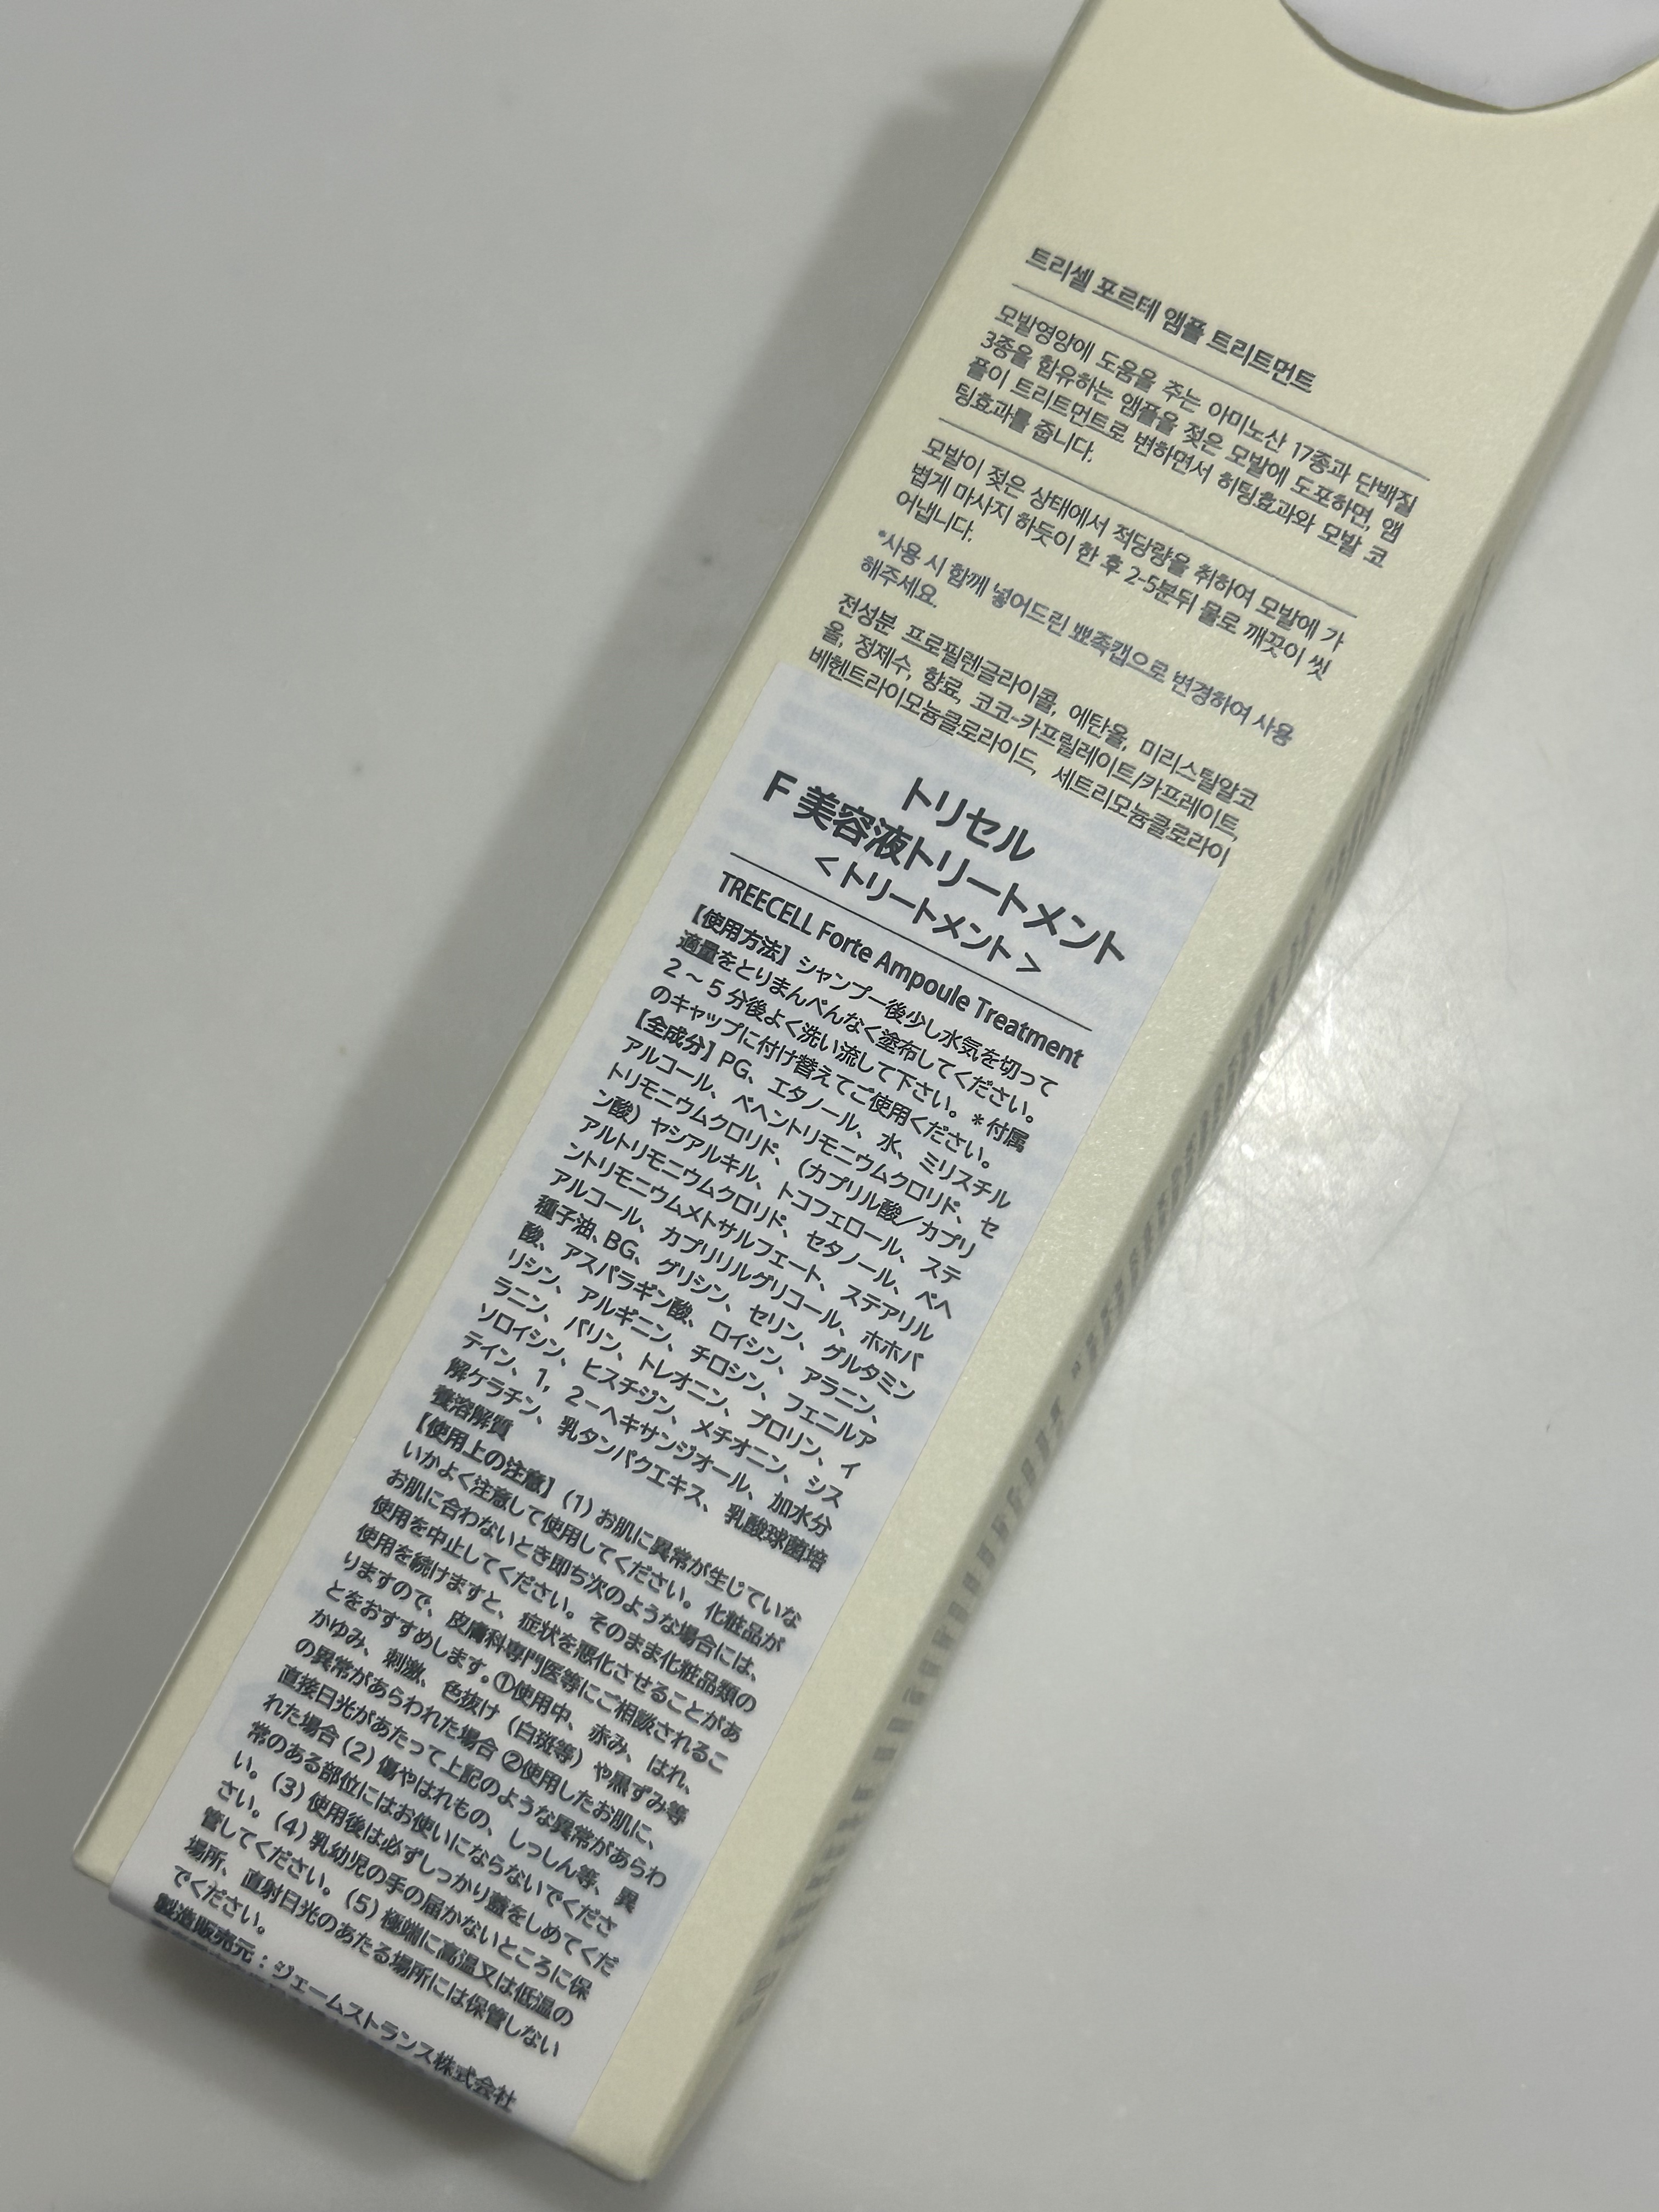 트리셀 포르테 앰플 트리트먼트
모발영양에 도움을 주는 아미노산 17종과 단백질
3종을 함유하는 앰플을 젖은 모발에 도포하면, 앰
플이 트리트먼트로 변하면서 히팅효과와 모발 코
팅효과를 줍니다.
모발이 젖은 상태에서 적당량을 취하여 모발에 가
볍게 마사지 하듯이 한 후 2-5분뒤 물로 깨끗이 씻
어냅니다.
*사용 시 함께 넣어드린 뾰족캡으로 변경하여 사용
해주세요.
전성분 프로필렌글라이콜, 에탄올, 미리스틸알코
올, 정제수, 향료, 코코-카프릴레이트/카프레이트,
베헨트라이모늄클로라이드, 세트리모늄클로라이
トリセル
F 美容液トリートメント
<トリートメント>
TREECELL Forte Ampoule Treatment
【使用方法】シャンプー後少し水気を切って
適量をとりまんべんなく塗布してください。
2～5分後よく洗い流して下さい。*付属
のキャップに付け替えてご使用ください。
【全成分】PG、エタノール、水、ミリスチル
アルコール、ベヘントリモニウムクロリド、セ
トリモニウムクロリド、（カプリル酸／カプリ
ン酸）ヤシアルキル、トコフェロール、ステ
アルトリモニウムクロリド、セタノール、ベヘ
ントリモニウムメトサルフェート、ステアリル
アルコール、カプリリルグリコール、ホホバ
種子油、BG、グリシン、セリン、グルタミン
酸、アスパラギン酸、ロイシン、アラニン、
リシン、アルギニン、チロシン、フェニルア
ラニン、バリン、トレオニン、プロリン、イ
ソロイシン、ヒスチジン、メチオニン、シス
テイン、1，2－ヘキサンジオール、加水分
解ケラチン、乳タンパクエキス、乳酸球菌培
養溶解質
【使用上の注意】（1）お肌に異常が生じていな
いかよく注意して使用してください。化粧品が
お肌に合わないとき即ち次のような場合には、
使用を中止してください。そのまま化粧品類の
使用を続けますと、症状を悪化させることがあ
りますので、皮膚科専門医等にご相談されるこ
とをおすすめします。①使用中、赤み、はれ、
かゆみ、刺激、色抜け（白斑等）や黒ずみ等
の異常があらわれた場合 ②使用したお肌に、
直接日光があたって上記のような異常があらわ
れた場合（2）傷やはれもの、しっしん等、異
常のある部位にはお使いにならないでくださ
い。（3）使用後は必ずしっかり蓋をしめてくだ
さい。（4）乳幼児の手の届かないところに保
管してください。（5）極端に高温又は低温の
場所、直射日光のあたる場所には保管しない
でください。
製造販売元：ジェームストランス株式会社